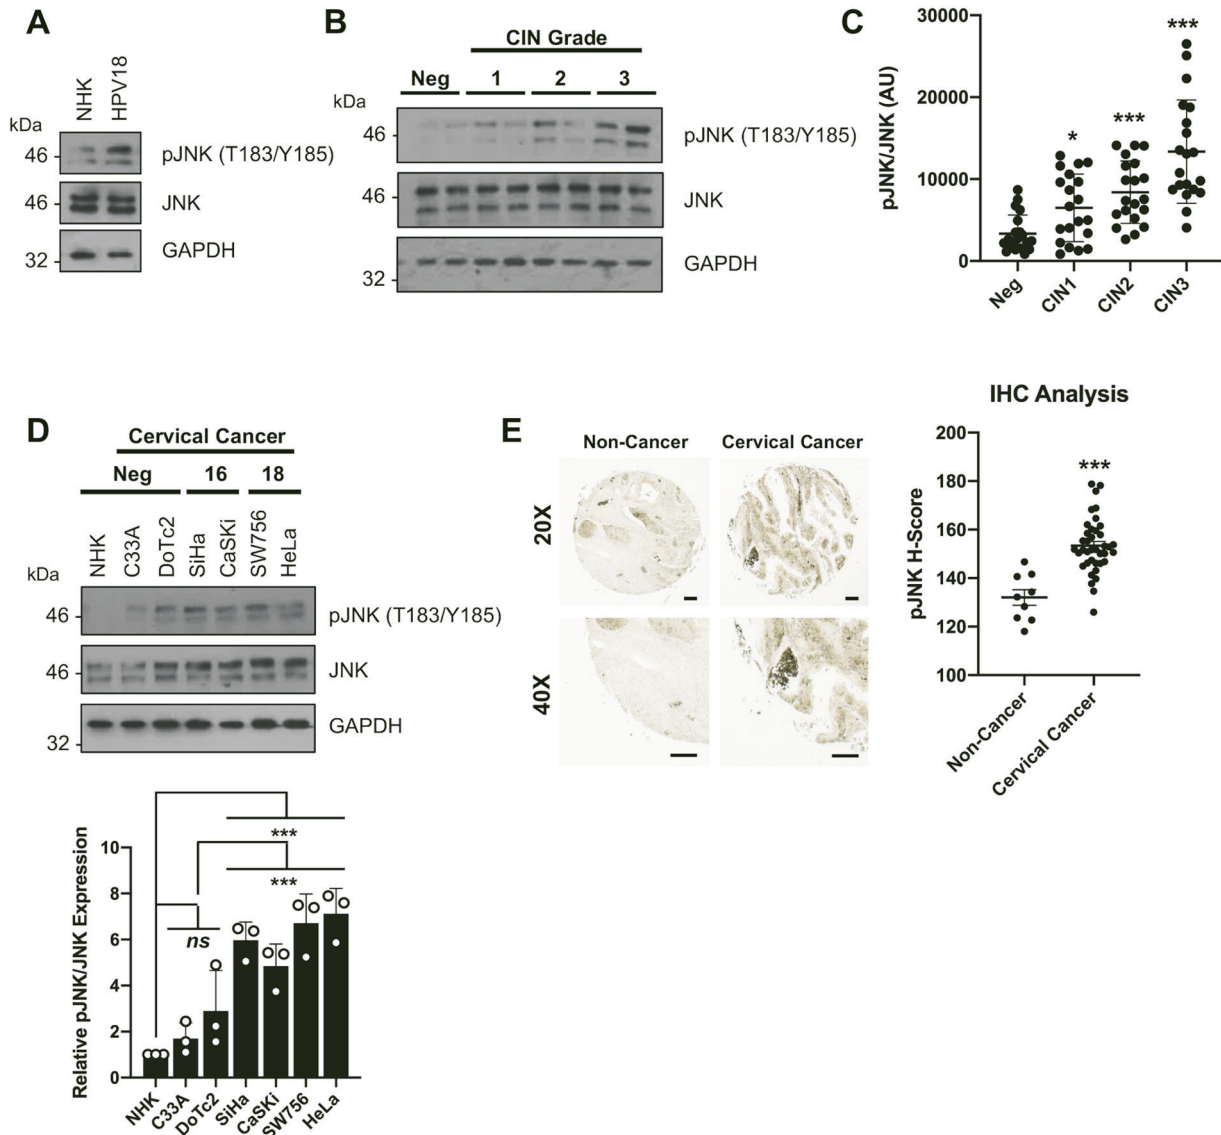 A
NHK
HPV18
kDa
46
pJNK (T183/Y185)
46
JNK
32
GAPDH
B
CIN Grade
Neg 1 2 3
kDa
46
pJNK (T183/Y185)
46
JNK
32
GAPDH
C
pJNK/JNK (AU)
30000
20000
10000
0
*
***
***
Neg
CIN1
CIN2
CIN3
D
Cervical Cancer
Neg 16 18
NHK
C33A
DoTc2
SiHa
CaSKi
SW756
HeLa
kDa
46
pJNK (T183/Y185)
46
JNK
32
GAPDH
Relative pJNK/JNK Expression
10
8
6
4
2
0
***
***
ns
NHK
C33A
DoTc2
SiHa
CaSKi
SW756
HeLa
E
Non-Cancer Cervical Cancer
20X
40X
IHC Analysis
pJNK H-Score
200
180
160
140
120
100
***
Non-Cancer
Cervical Cancer